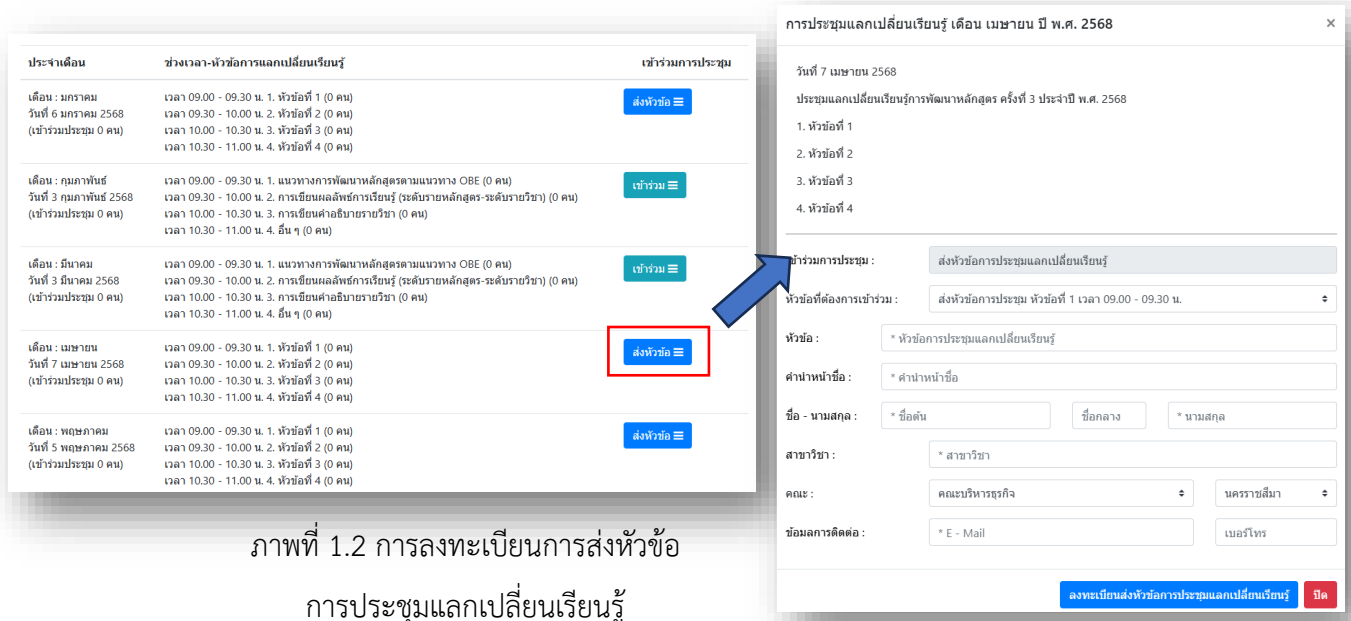 ประจำเดือน ช่วงเวลา-หัวข้อการแลกเปลี่ยนเรียนรู้ เข้าร่วมการประชุม
เดือน : มกราคม เวลา 09.00 - 09.30 น. 1. หัวข้อที่ 1 (0 คน) ส่งหัวข้อ
วันที่ 6 มกราคม 2568 เวลา 09.30 - 10.00 น. 2. หัวข้อที่ 2 (0 คน)
(เข้าร่วมประชุม 0 คน) เวลา 10.00 - 10.30 น. 3. หัวข้อที่ 3 (0 คน)
เวลา 10.30 - 11.00 น. 4. หัวข้อที่ 4 (0 คน)
เดือน : กุมภาพันธ์ เวลา 09.00 - 09.30 น. 1. แนวทางการพัฒนาหลักสูตรตามแนวทาง OBE (0 คน) เข้าร่วม
วันที่ 3 กุมภาพันธ์ 2568 เวลา 09.30 - 10.00 น. 2. การเขียนผลลัพธ์การเรียนรู้ (ระดับรายหลักสูตร-ระดับรายวิชา) (0 คน)
(เข้าร่วมประชุม 0 คน) เวลา 10.00 - 10.30 น. 3. การเขียนคำอธิบายรายวิชา (0 คน)
เวลา 10.30 - 11.00 น. 4. อื่น ๆ (0 คน)
เดือน : มีนาคม เวลา 09.00 - 09.30 น. 1. แนวทางการพัฒนาหลักสูตรตามแนวทาง OBE (0 คน) เข้าร่วม
วันที่ 3 มีนาคม 2568 เวลา 09.30 - 10.00 น. 2. การเขียนผลลัพธ์การเรียนรู้ (ระดับรายหลักสูตร-ระดับรายวิชา) (0 คน)
(เข้าร่วมประชุม 0 คน) เวลา 10.00 - 10.30 น. 3. การเขียนคำอธิบายรายวิชา (0 คน)
เวลา 10.30 - 11.00 น. 4. อื่น ๆ (0 คน)
เดือน : เมษายน เวลา 09.00 - 09.30 น. 1. หัวข้อที่ 1 (0 คน) ส่งหัวข้อ
วันที่ 7 เมษายน 2568 เวลา 09.30 - 10.00 น. 2. หัวข้อที่ 2 (0 คน)
(เข้าร่วมประชุม 0 คน) เวลา 10.00 - 10.30 น. 3. หัวข้อที่ 3 (0 คน)
เวลา 10.30 - 11.00 น. 4. หัวข้อที่ 4 (0 คน)
เดือน : พฤษภาคม เวลา 09.00 - 09.30 น. 1. หัวข้อที่ 1 (0 คน) ส่งหัวข้อ
วันที่ 5 พฤษภาคม 2568 เวลา 09.30 - 10.00 น. 2. หัวข้อที่ 2 (0 คน)
(เข้าร่วมประชุม 0 คน) เวลา 10.00 - 10.30 น. 3. หัวข้อที่ 3 (0 คน)
เวลา 10.30 - 11.00 น. 4. หัวข้อที่ 4 (0 คน)
ภาพที่ 1.2 การลงทะเบียนการส่งหัวข้อ
การประชุมแลกเปลี่ยนเรียนรู้
การประชุมแลกเปลี่ยนเรียนรู้ เดือน เมษายน ปี พ.ศ. 2568 ×
วันที่ 7 เมษายน 2568
ประชุมแลกเปลี่ยนเรียนรู้การพัฒนาหลักสูตร ครั้งที่ 3 ประจำปี พ.ศ. 2568
1. หัวข้อที่ 1
2. หัวข้อที่ 2
3. หัวข้อที่ 3
4. หัวข้อที่ 4
เข้าร่วมการประชุม : ส่งหัวข้อการประชุมแลกเปลี่ยนเรียนรู้
หัวข้อที่ต้องการเข้าร่วม : ส่งหัวข้อการประชุม หัวข้อที่ 1 เวลา 09.00 - 09.30 น.
หัวข้อ : * หัวข้อการประชุมแลกเปลี่ยนเรียนรู้
คำนำหน้าชื่อ : * คำนำหน้าชื่อ
ชื่อ - นามสกุล : * ชื่อต้น ชื่อกลาง * นามสกุล
สาขาวิชา : * สาขาวิชา
คณะ : คณะบริหารธุรกิจ นครราชสีมา
ข้อมูลการติดต่อ : * E - Mail เบอร์โทร
ลงทะเบียนส่งหัวข้อการประชุมแลกเปลี่ยนเรียนรู้ ปิด